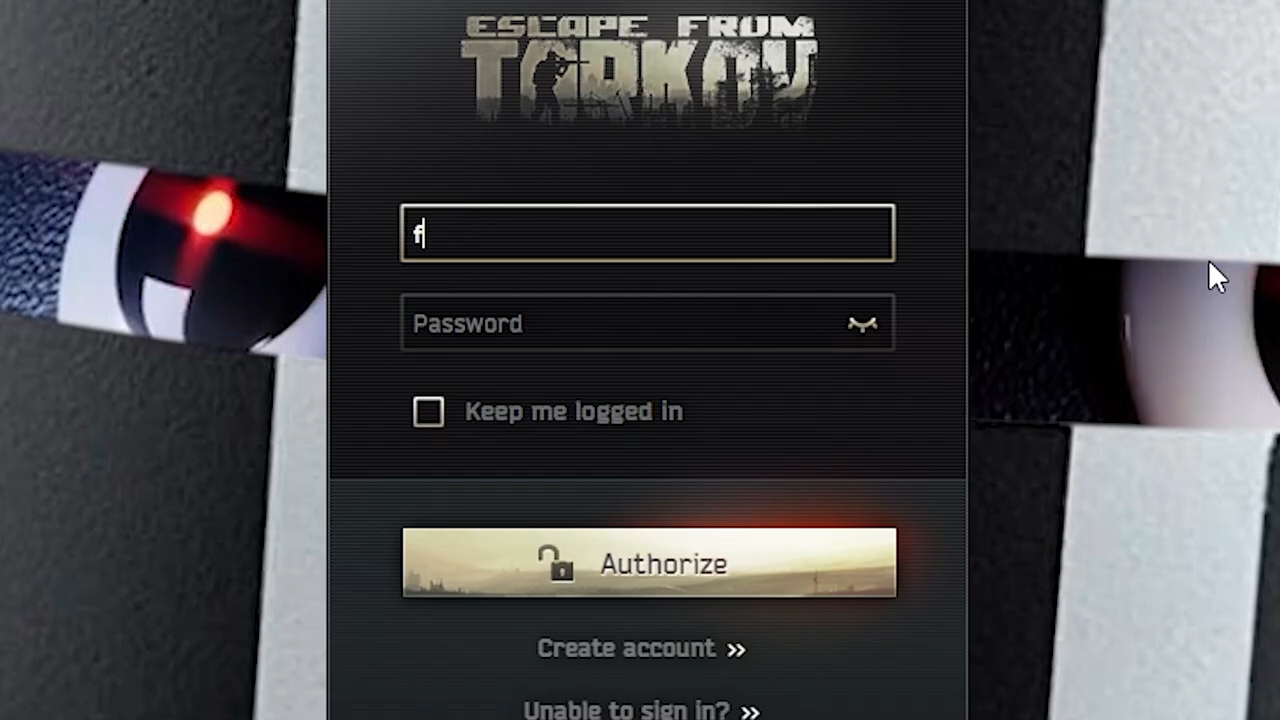 ESCAPE FROM
TARKOV
f
Password
Keep me logged in
Authorize
Create account »
Unable to sign in? »